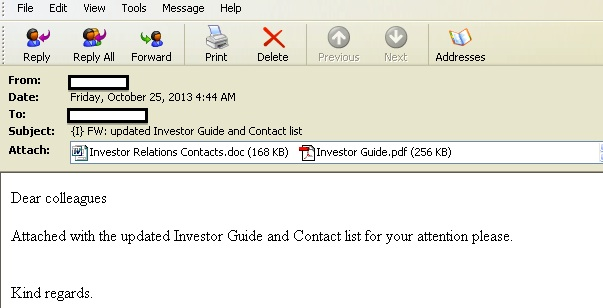 File Edit View Tools Message Help
Reply Reply All Forward Print Delete Previous Next Addresses
From:
Date: Friday, October 25, 2013 4:44 AM
To:
Subject: {I} FW: updated Investor Guide and Contact list
Attach: Investor Relations Contacts.doc (168 KB) Investor Guide.pdf (256 KB)
Dear colleagues
Attached with the updated Investor Guide and Contact list for your attention please.
Kind regards.